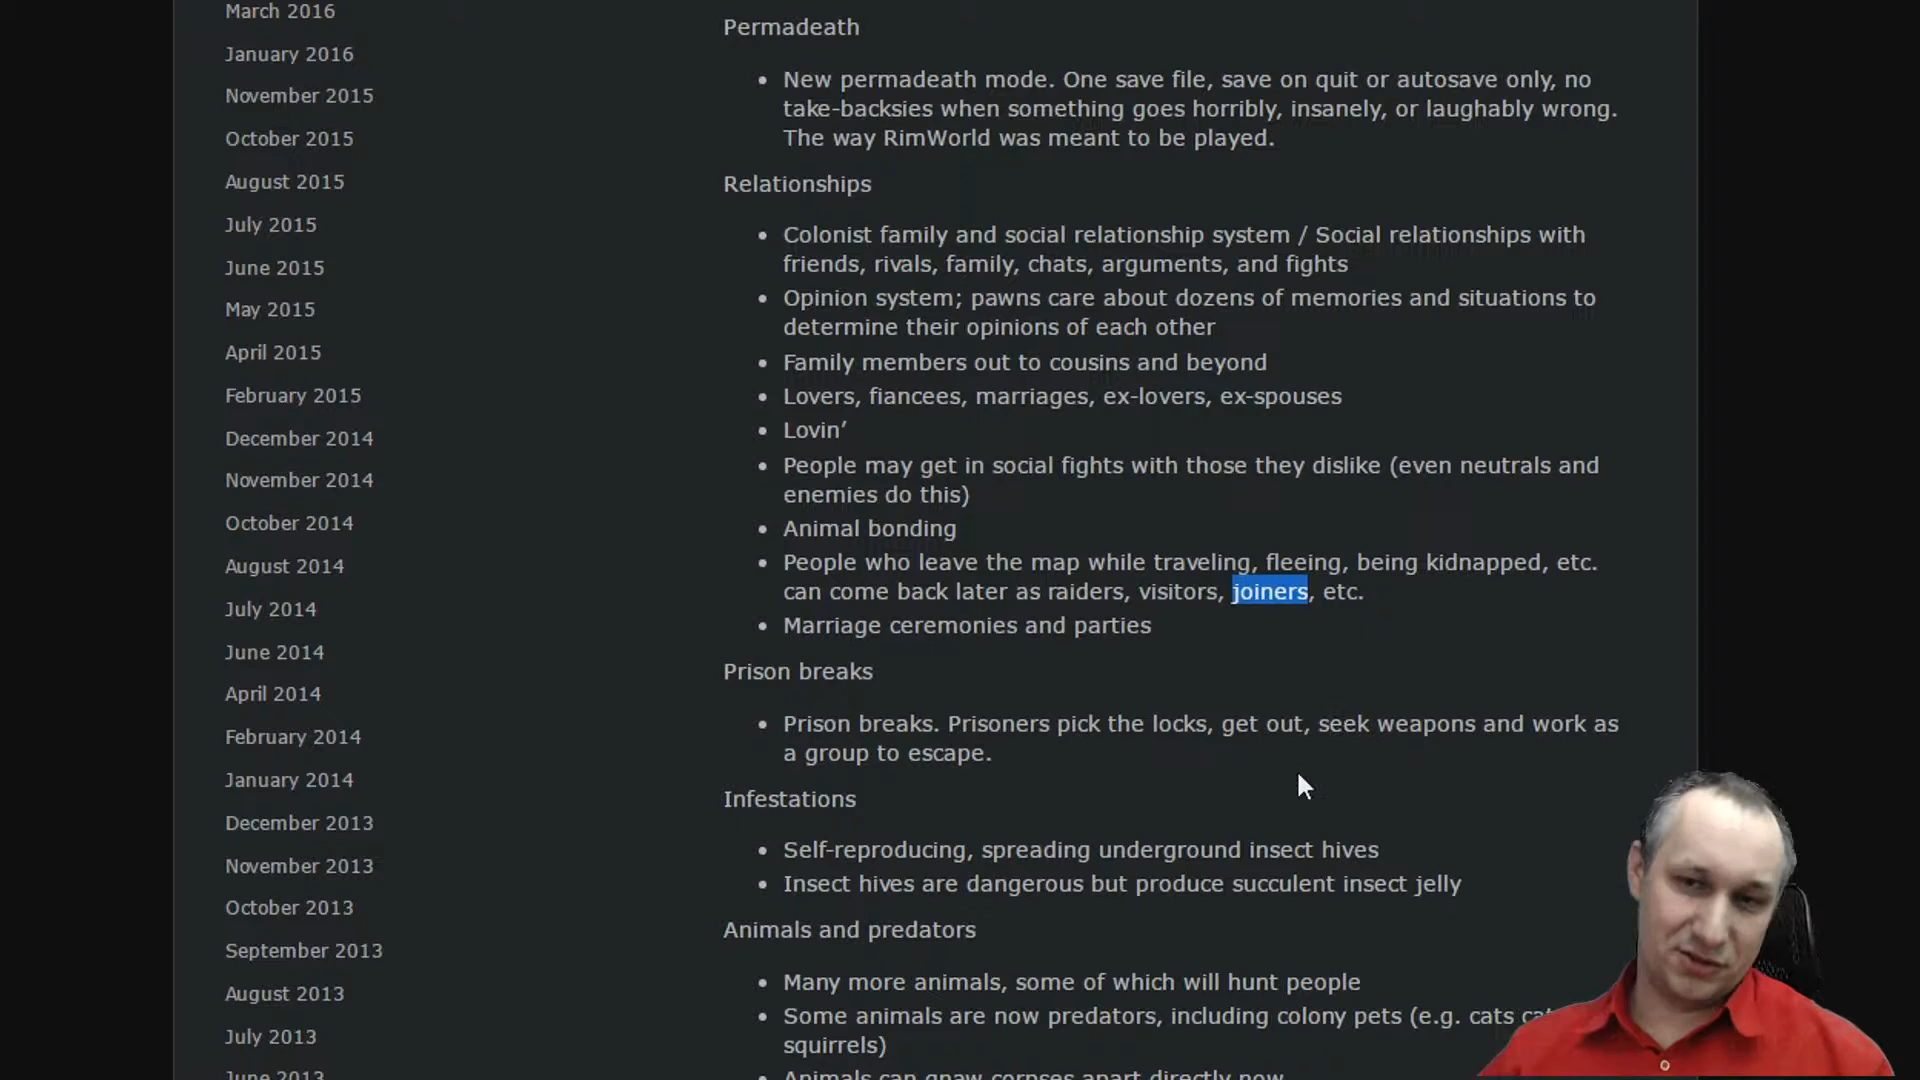 March 2016
January 2016
November 2015
October 2015
August 2015
July 2015
June 2015
May 2015
April 2015
February 2015
December 2014
November 2014
October 2014
August 2014
July 2014
June 2014
April 2014
February 2014
January 2014
December 2013
November 2013
October 2013
September 2013
August 2013
July 2013
June 2013
Permadeath
New permadeath mode. One save file, save on quit or autosave only, no
take-backsies when something goes horribly, insanely, or laughably wrong.
The way RimWorld was meant to be played.
Relationships
Colonist family and social relationship system / Social relationships with
friends, rivals, family, chats, arguments, and fights
Opinion system; pawns care about dozens of memories and situations to
determine their opinions of each other
Family members out to cousins and beyond
Lovers, fiancees, marriages, ex-lovers, ex-spouses
Lovin’
People may get in social fights with those they dislike (even neutrals and
enemies do this)
Animal bonding
People who leave the map while traveling, fleeing, being kidnapped, etc.
can come back later as raiders, visitors, joiners, etc.
Marriage ceremonies and parties
Prison breaks
Prison breaks. Prisoners pick the locks, get out, seek weapons and work as
a group to escape.
Infestations
Self-reproducing, spreading underground insect hives
Insect hives are dangerous but produce succulent insect jelly
Animals and predators
Many more animals, some of which will hunt people
Some animals are now predators, including colony pets (e.g. cats
squirrels)
Animals can gnaw corpses apart directly now